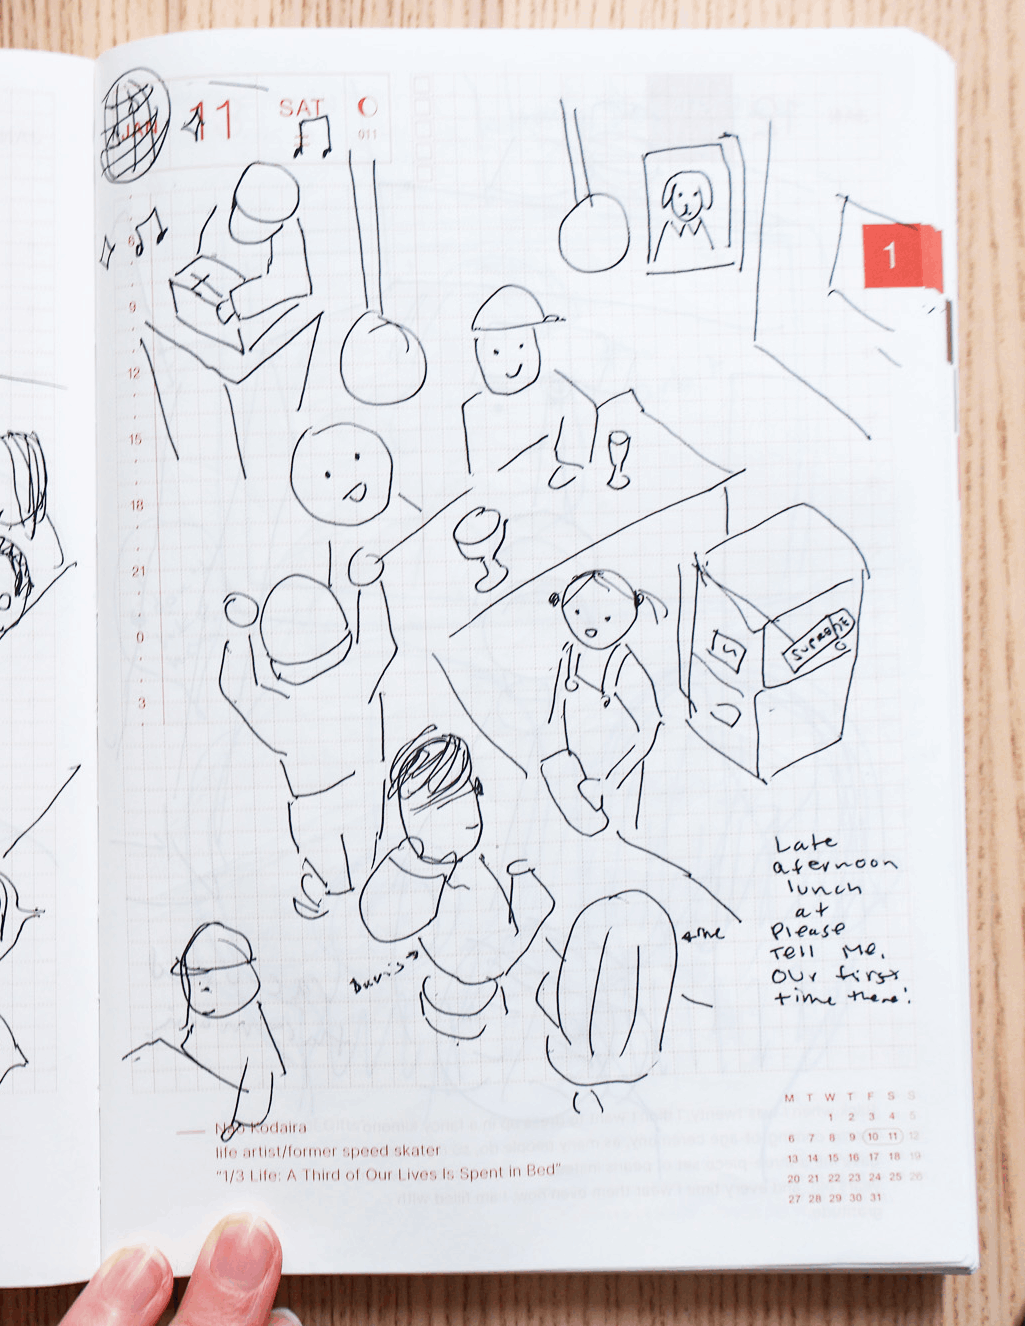 JAN 11 SAT
011
1
6
9
12
15
18
21
0
3
SUPREME
Late
afernoon
lunch
at
Please
Tell Me.
Our first
time there!
←me
Duris→
Nao Kodaira
life artist/former speed skater
"1/3 Life: A Third of Our Lives Is Spent in Bed"
M T W T F S S
1 2 3 4 5
6 7 8 9 10 11 12
13 14 15 16 17 18 19
20 21 22 23 24 25 26
27 28 29 30 31